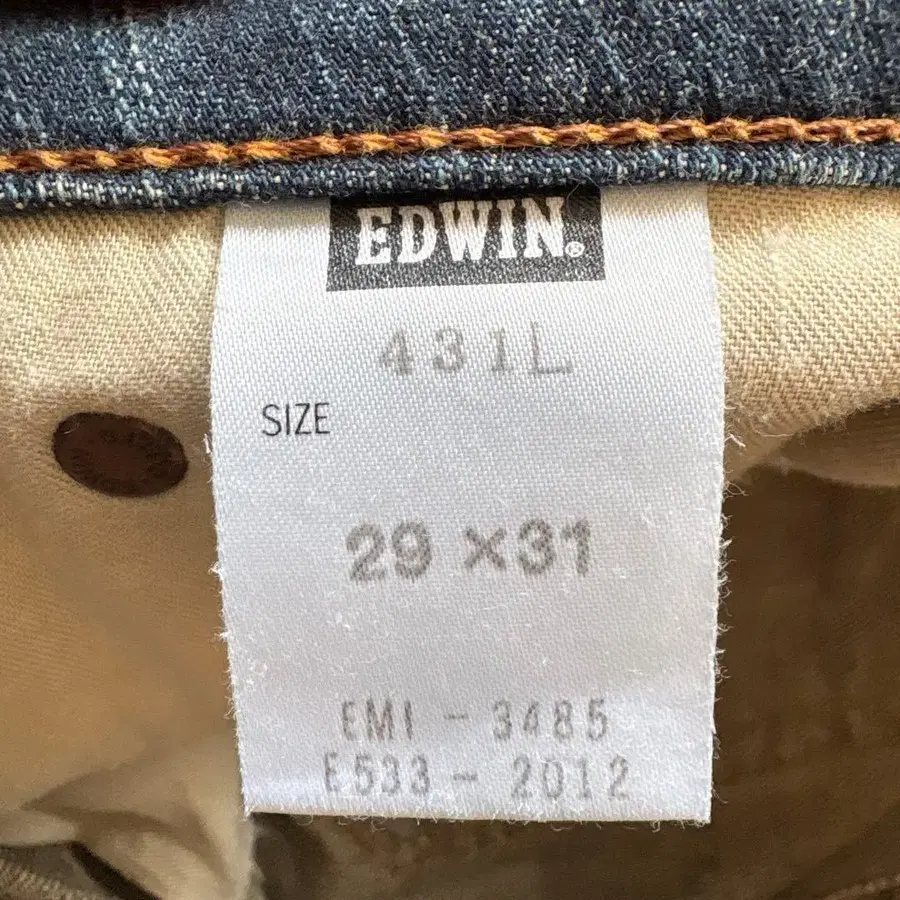 EDWIN®
431L
SIZE
29 ×31
EMI - 3485
E533 - 2012